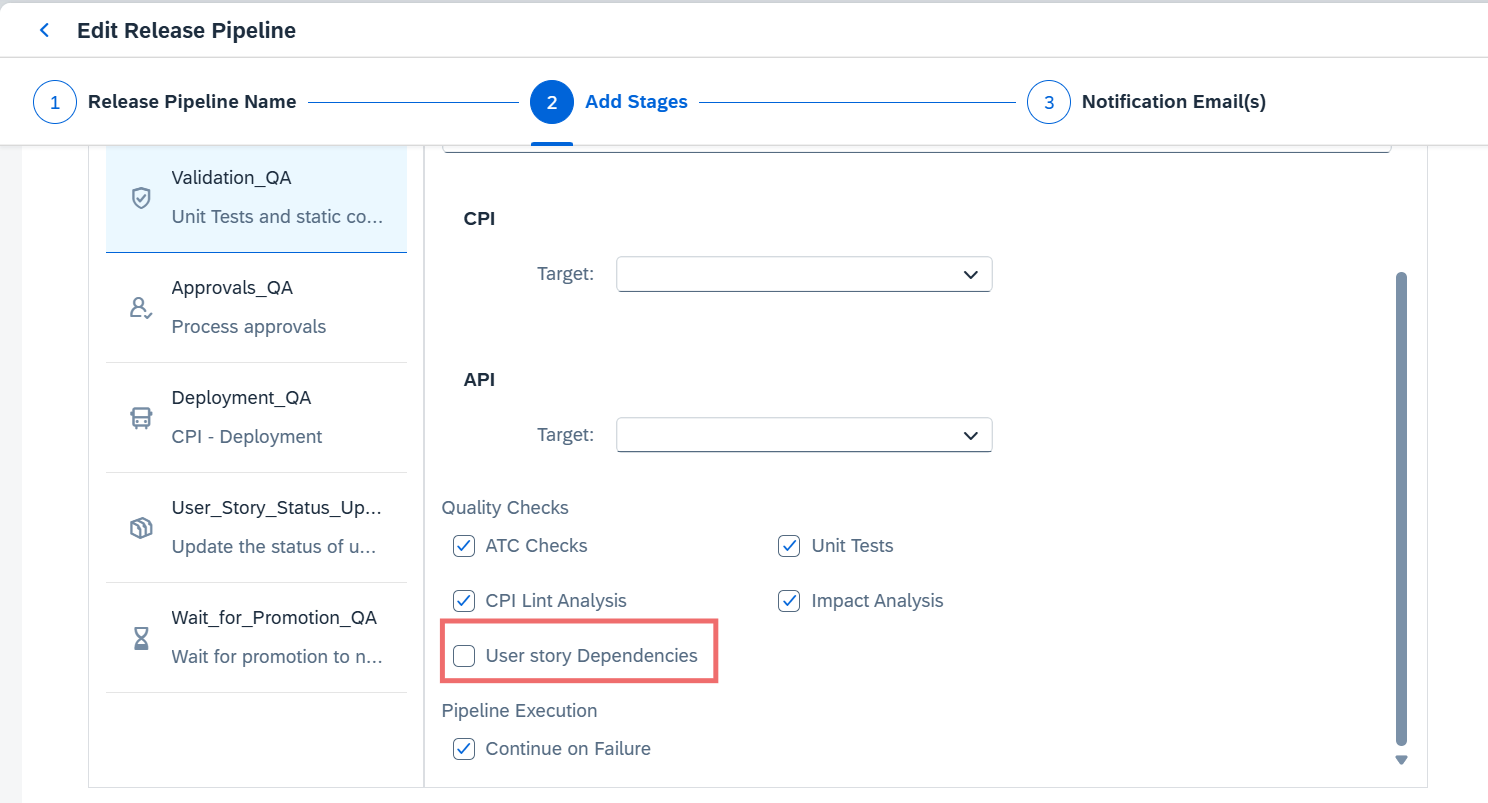 Edit Release Pipeline
1 Release Pipeline Name 2 Add Stages 3 Notification Email(s)
Validation_QA
Unit Tests and static co...
Approvals_QA
Process approvals
Deployment_QA
CPI - Deployment
User_Story_Status_Up...
Update the status of u...
Wait_for_Promotion_QA
Wait for promotion to n...
CPI
Target:
API
Target:
Quality Checks
ATC Checks Unit Tests
CPI Lint Analysis Impact Analysis
User story Dependencies
Pipeline Execution
Continue on Failure